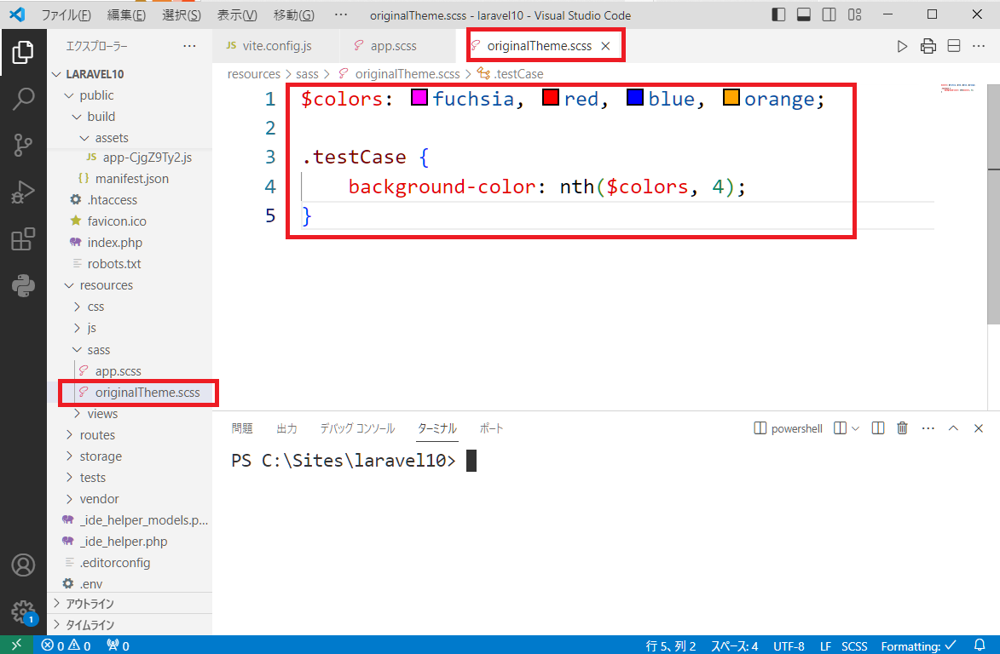 ファイル(F) 編集(E) 選択(S) 表示(V) 移動(G) ··· originalTheme.scss - laravel10 - Visual Studio Code
エクスプローラー ···
JS vite.config.js app.scss originalTheme.scss
resources > sass > originalTheme.scss > .testCase
LARAVEL10
public
build
assets
JS app-CjgZ9Ty2.js
{} manifest.json
.htaccess
favicon.ico
index.php
robots.txt
resources
css
js
sass
app.scss
originalTheme.scss
views
routes
storage
tests
vendor
_ide_helper_models.p...
_ide_helper.php
.editorconfig
.env
アウトライン
タイムライン
1 $colors: fuchsia, red, blue, orange;
2
3 .testCase {
4 background-color: nth($colors, 4);
5 }
問題 出力 デバッグ コンソール ターミナル ポート powershell
PS C:\Sites\laravel10>
1
0 0 0 行 5、列 2 スペース: 4 UTF-8 LF SCSS Formatting: ✓